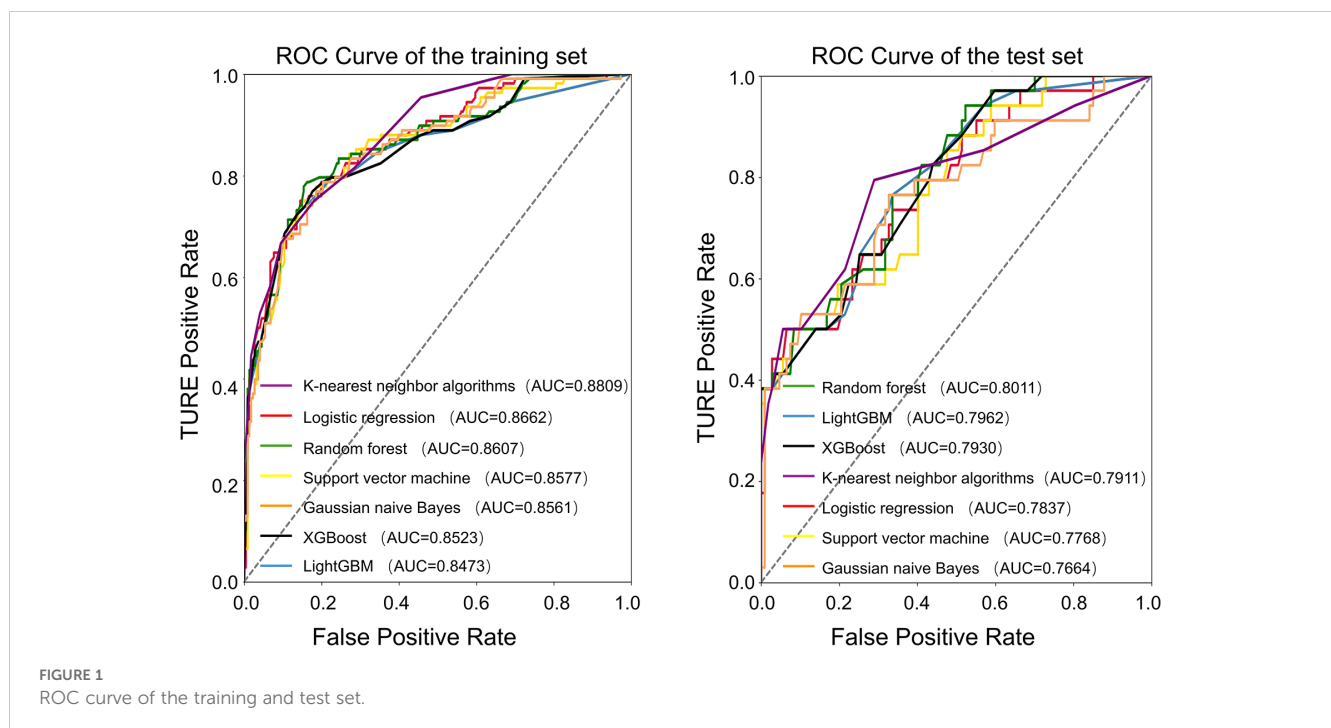 ROC Curve of the training set
TURE Positive Rate
1.0
0.8
0.6
0.4
0.2
0.0
K-nearest neighbor algorithms（AUC=0.8809）
Logistic regression （AUC=0.8662）
Random forest （AUC=0.8607）
Support vector machine （AUC=0.8577）
Gaussian naive Bayes （AUC=0.8561）
XGBoost （AUC=0.8523）
LightGBM （AUC=0.8473）
0.0 0.2 0.4 0.6 0.8 1.0
False Positive Rate
ROC Curve of the test set
TURE Positive Rate
1.0
0.8
0.6
0.4
0.2
0.0
Random forest （AUC=0.8011）
LightGBM （AUC=0.7962）
XGBoost （AUC=0.7930）
K-nearest neighbor algorithms （AUC=0.7911）
Logistic regression （AUC=0.7837）
Support vector machine （AUC=0.7768）
Gaussian naive Bayes （AUC=0.7664）
0.0 0.2 0.4 0.6 0.8 1.0
False Positive Rate
FIGURE 1
ROC curve of the training and test set.